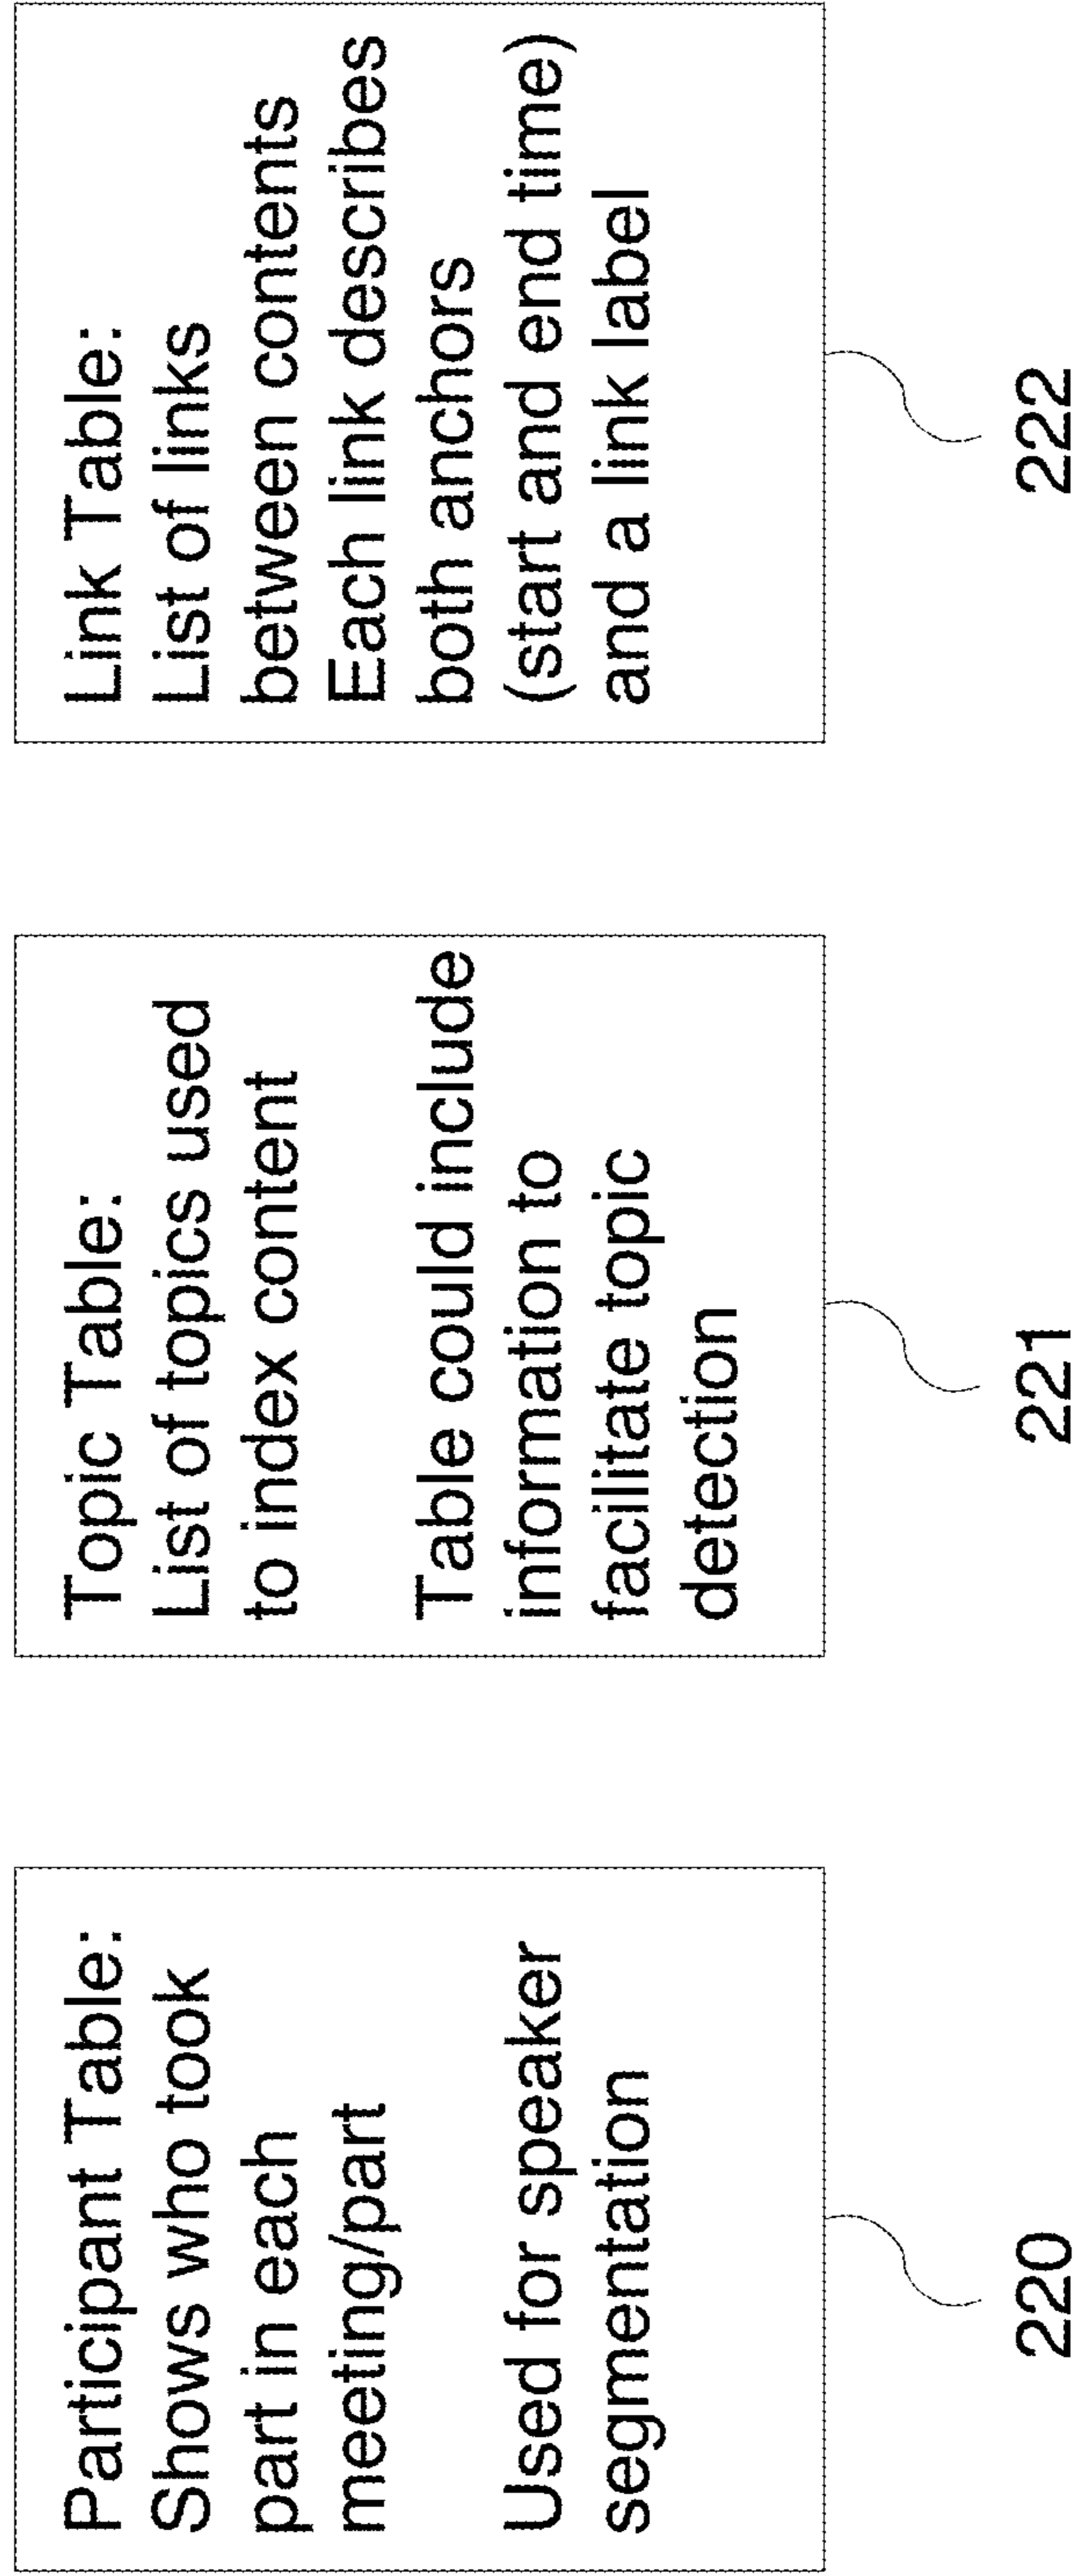 Participant Table:
Shows who took
part in each
meeting/part
Used for speaker
segmentation
220
Topic Table:
List of topics used
to index content
Table could include
information to
facilitate topic
detection
221
Link Table:
List of links
between contents
Each link describes
both anchors
(start and end time)
and a link label
222